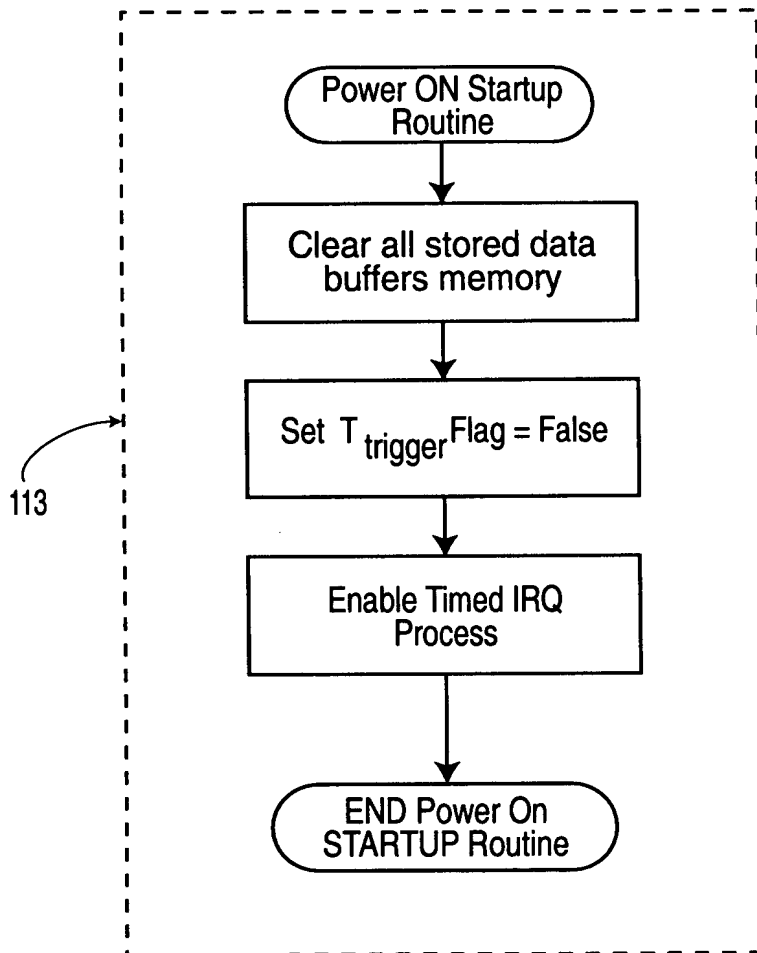 Power ON Startup
Routine
Clear all stored data
buffers memory
Set T trigger Flag = False
113
Enable Timed IRQ
Process
END Power On
STARTUP Routine